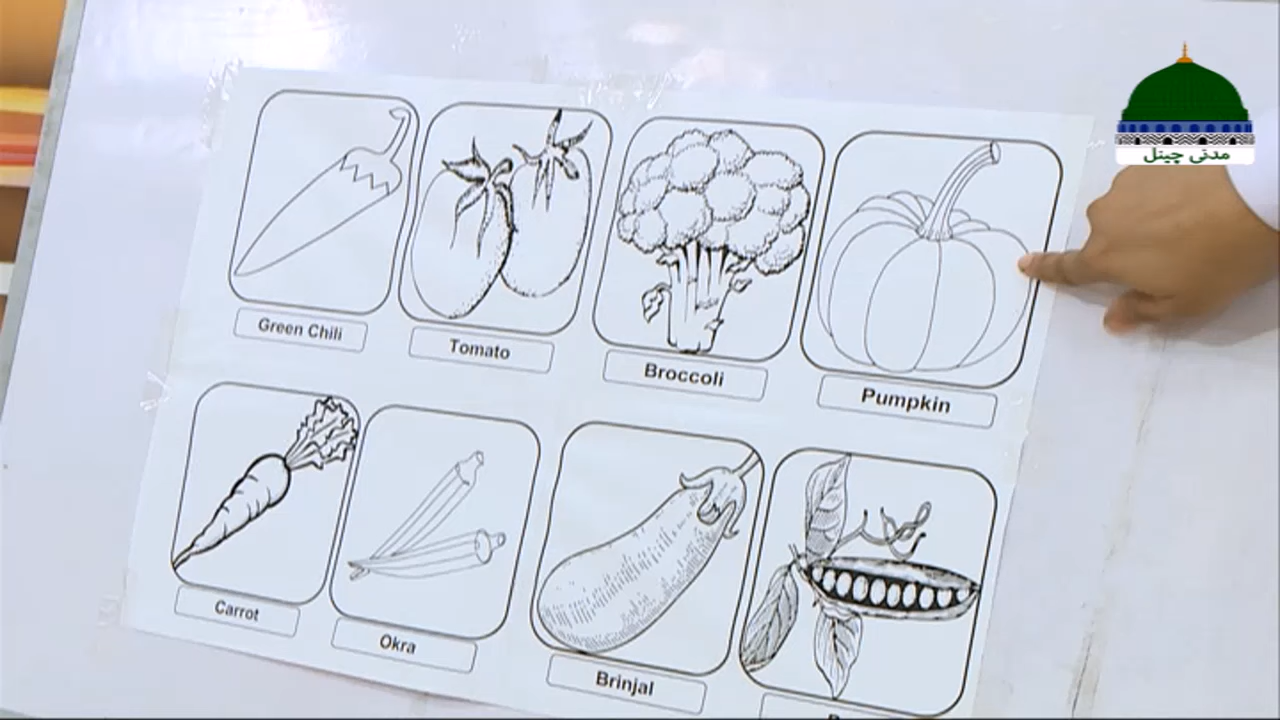 مدنی چینل
Green Chili
Tomato
Broccoli
Pumpkin
Carrot
Okra
Brinjal